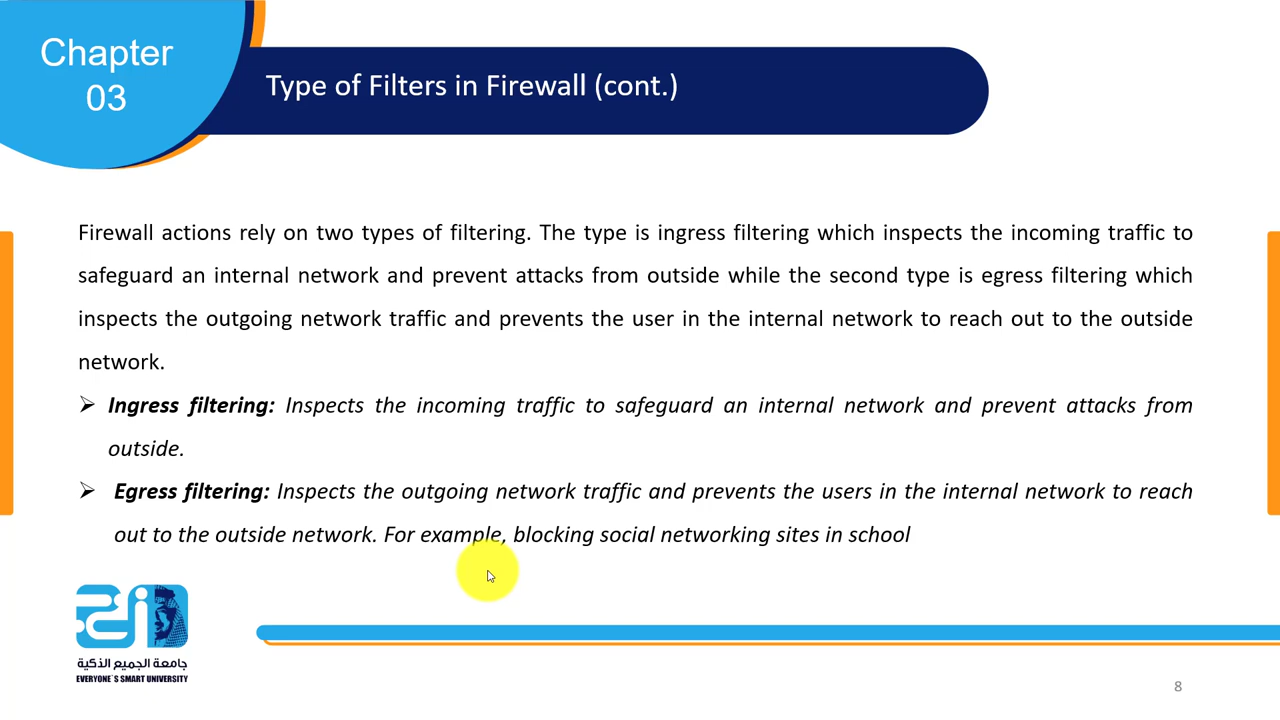 Chapter
03
Type of Filters in Firewall (cont.)
Firewall actions rely on two types of filtering. The type is ingress filtering which inspects the incoming traffic to
safeguard an internal network and prevent attacks from outside while the second type is egress filtering which
inspects the outgoing network traffic and prevents the user in the internal network to reach out to the outside
network.
➢ Ingress filtering: Inspects the incoming traffic to safeguard an internal network and prevent attacks from
outside.
➢ Egress filtering: Inspects the outgoing network traffic and prevents the users in the internal network to reach
out to the outside network. For example, blocking social networking sites in school
جامعة الجميع الذكية
EVERYONE`S SMART UNIVERSITY
8